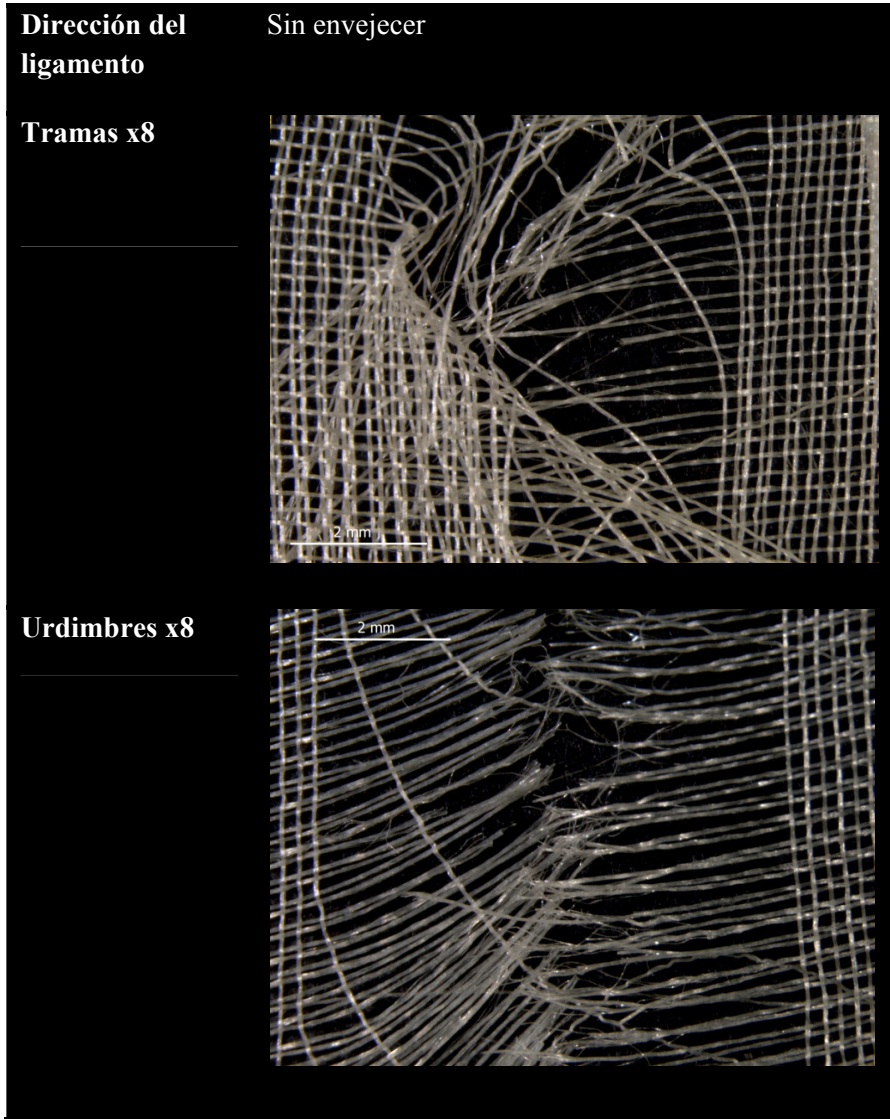 Dirección del
ligamento
Sin envejecer
Tramas x8
2 mm
Urdimbres x8
2 mm